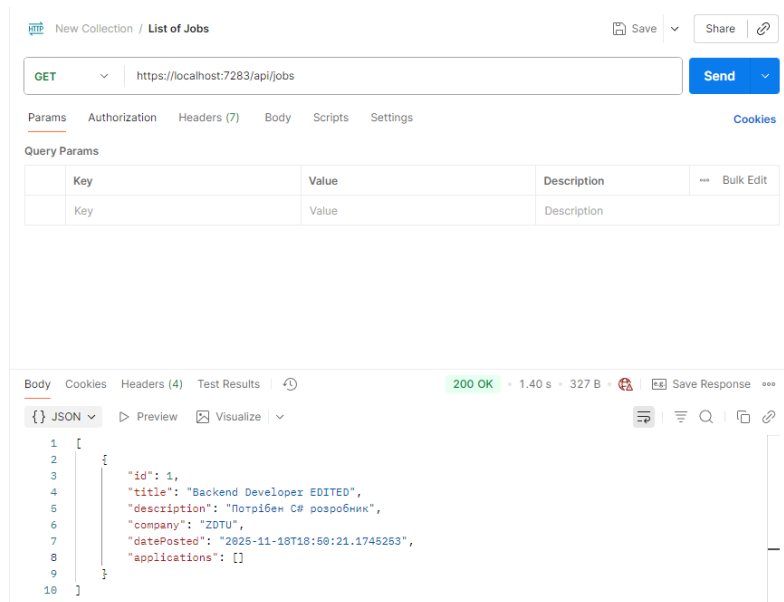 HTTP New Collection / List of Jobs Save Share
GET https://localhost:7283/api/jobs Send
Params Authorization Headers (7) Body Scripts Settings Cookies
Query Params
Key Value Description Bulk Edit
Key Value Description
Body Cookies Headers (4) Test Results 200 OK 1.40 s 327 B e.g. Save Response
{} JSON Preview Visualize
1 [
2 {
3 "id": 1,
4 "title": "Backend Developer EDITED",
5 "description": "Потрібен C# розробник",
6 "company": "ZDTU",
7 "datePosted": "2025-11-18T18:50:21.1745253",
8 "applications": []
9 }
10 ]